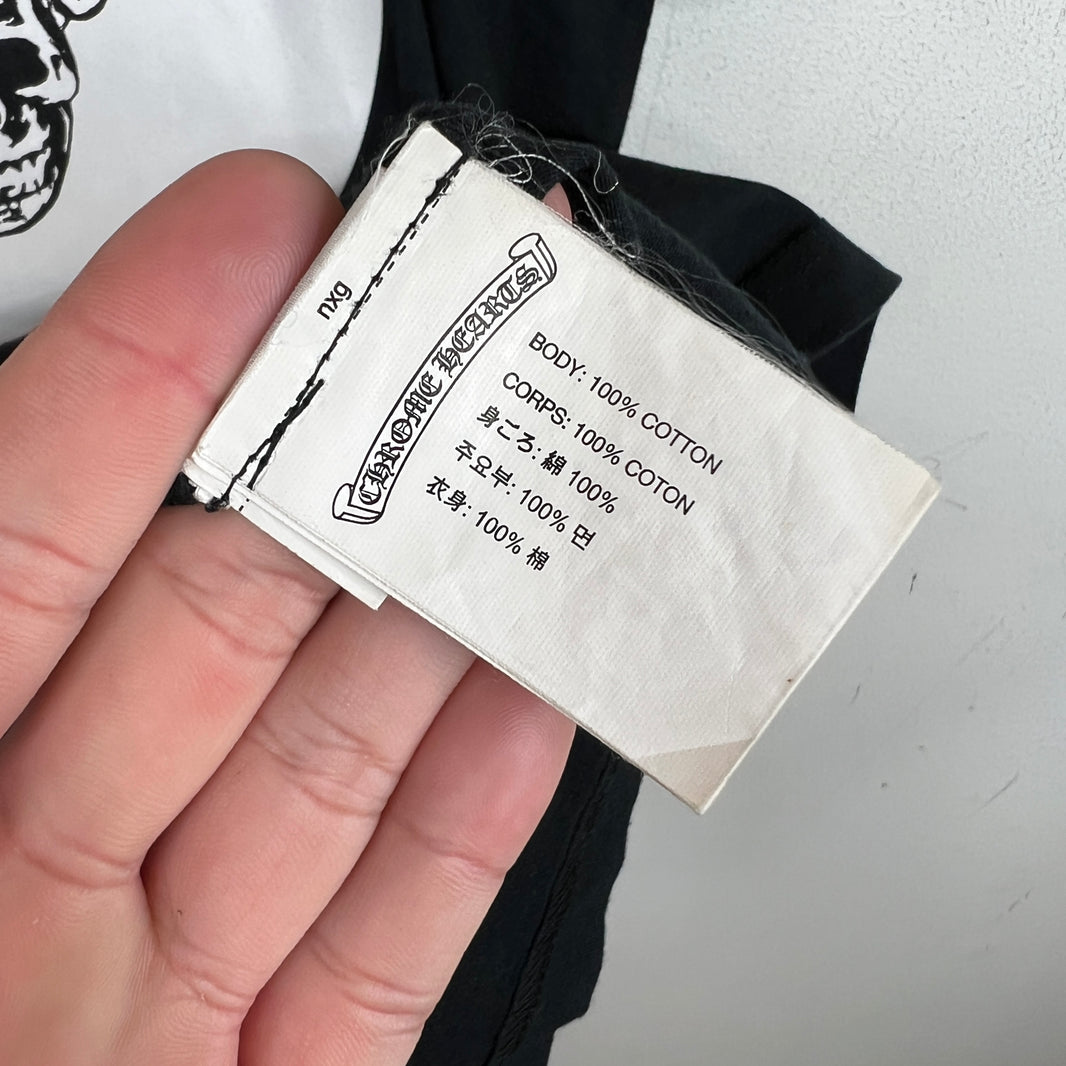 nxg
CHROME HEARTS
BODY: 100% COTTON
CORPS: 100% COTON
身ごろ: 綿 100%
주요부: 100% 면
衣身: 100% 棉